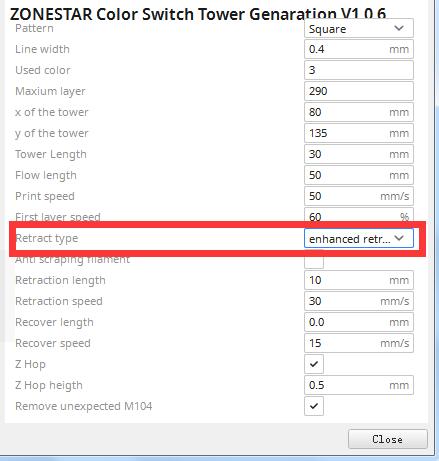 ZONESTAR Color Switch Tower Genaration V1.0.6
Pattern Square
Line width 0.4 mm
Used color 3
Maxium layer 290
x of the tower 80 mm
y of the tower 135 mm
Tower Length 30 mm
Flow length 50 mm
Print speed 50 mm/s
First layer speed 60 %
Retract type enhanced retr...
Anti scraping filament
Retraction length 10 mm
Retraction speed 30 mm/s
Recover length 0.0 mm
Recover speed 15 mm/s
Z Hop
Z Hop heigth 0.5 mm
Remove unexpected M104
Close